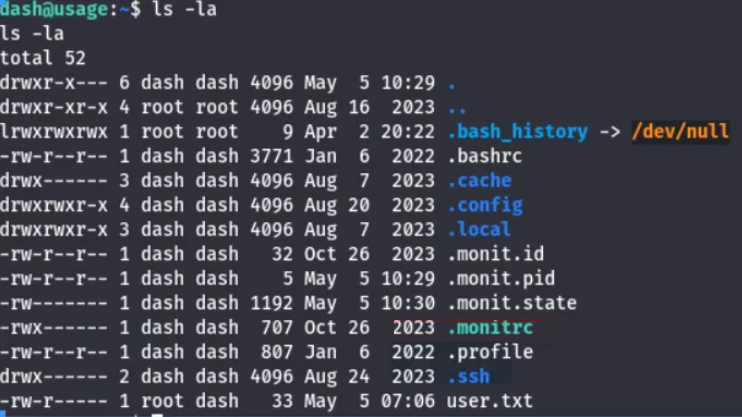 dash@usage:~$ ls -la
ls -la
total 52
drwxr-x--- 6 dash dash 4096 May  5 10:29 .
drwxr-xr-x 4 root root 4096 Aug 16  2023 ..
lrwxrwxrwx 1 root root    9 Apr  2 20:22 .bash_history -> /dev/null
-rw-r--r-- 1 dash dash 3771 Jan  6  2022 .bashrc
drwx------ 3 dash dash 4096 Aug  7  2023 .cache
drwxrwxr-x 4 dash dash 4096 Aug 20  2023 .config
drwxrwxr-x 3 dash dash 4096 Aug  7  2023 .local
-rw-r--r-- 1 dash dash   32 Oct 26  2023 .monit.id
-rw-r--r-- 1 dash dash    5 May  5 10:29 .monit.pid
-rw------- 1 dash dash 1192 May  5 10:30 .monit.state
-rwx------ 1 dash dash  707 Oct 26  2023 .monitrc
-rw-r--r-- 1 dash dash  807 Jan  6  2022 .profile
drwx------ 2 dash dash 4096 Aug 24  2023 .ssh
-rw-r----- 1 root dash   33 May  5 07:06 user.txt